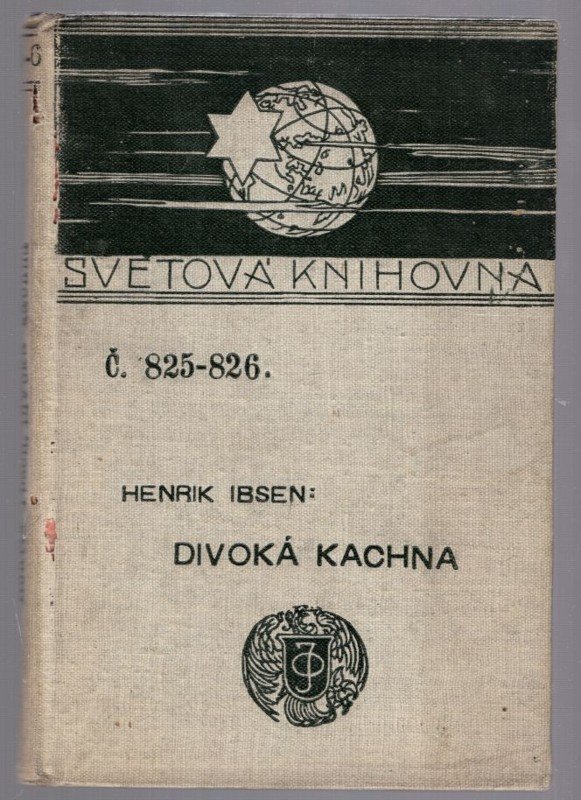 SVĚTOVÁ KNIHOVNA
Č. 825-826.
HENRIK IBSEN:
DIVOKÁ KACHNA